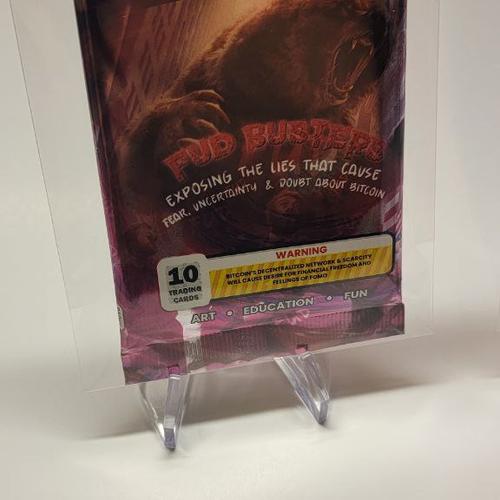 FUD BUSTERS
EXPOSING THE LIES THAT CAUSE
FEAR, UNCERTAINTY & DOUBT ABOUT BITCOIN
WARNING
BITCOIN'S DECENTRALIZED NETWORK & SCARCITY
WILL CAUSE DESIRE FOR FINANCIAL FREEDOM AND
FEELINGS OF FOMO
10
TRADING
CARDS
ART • EDUCATION • FUN